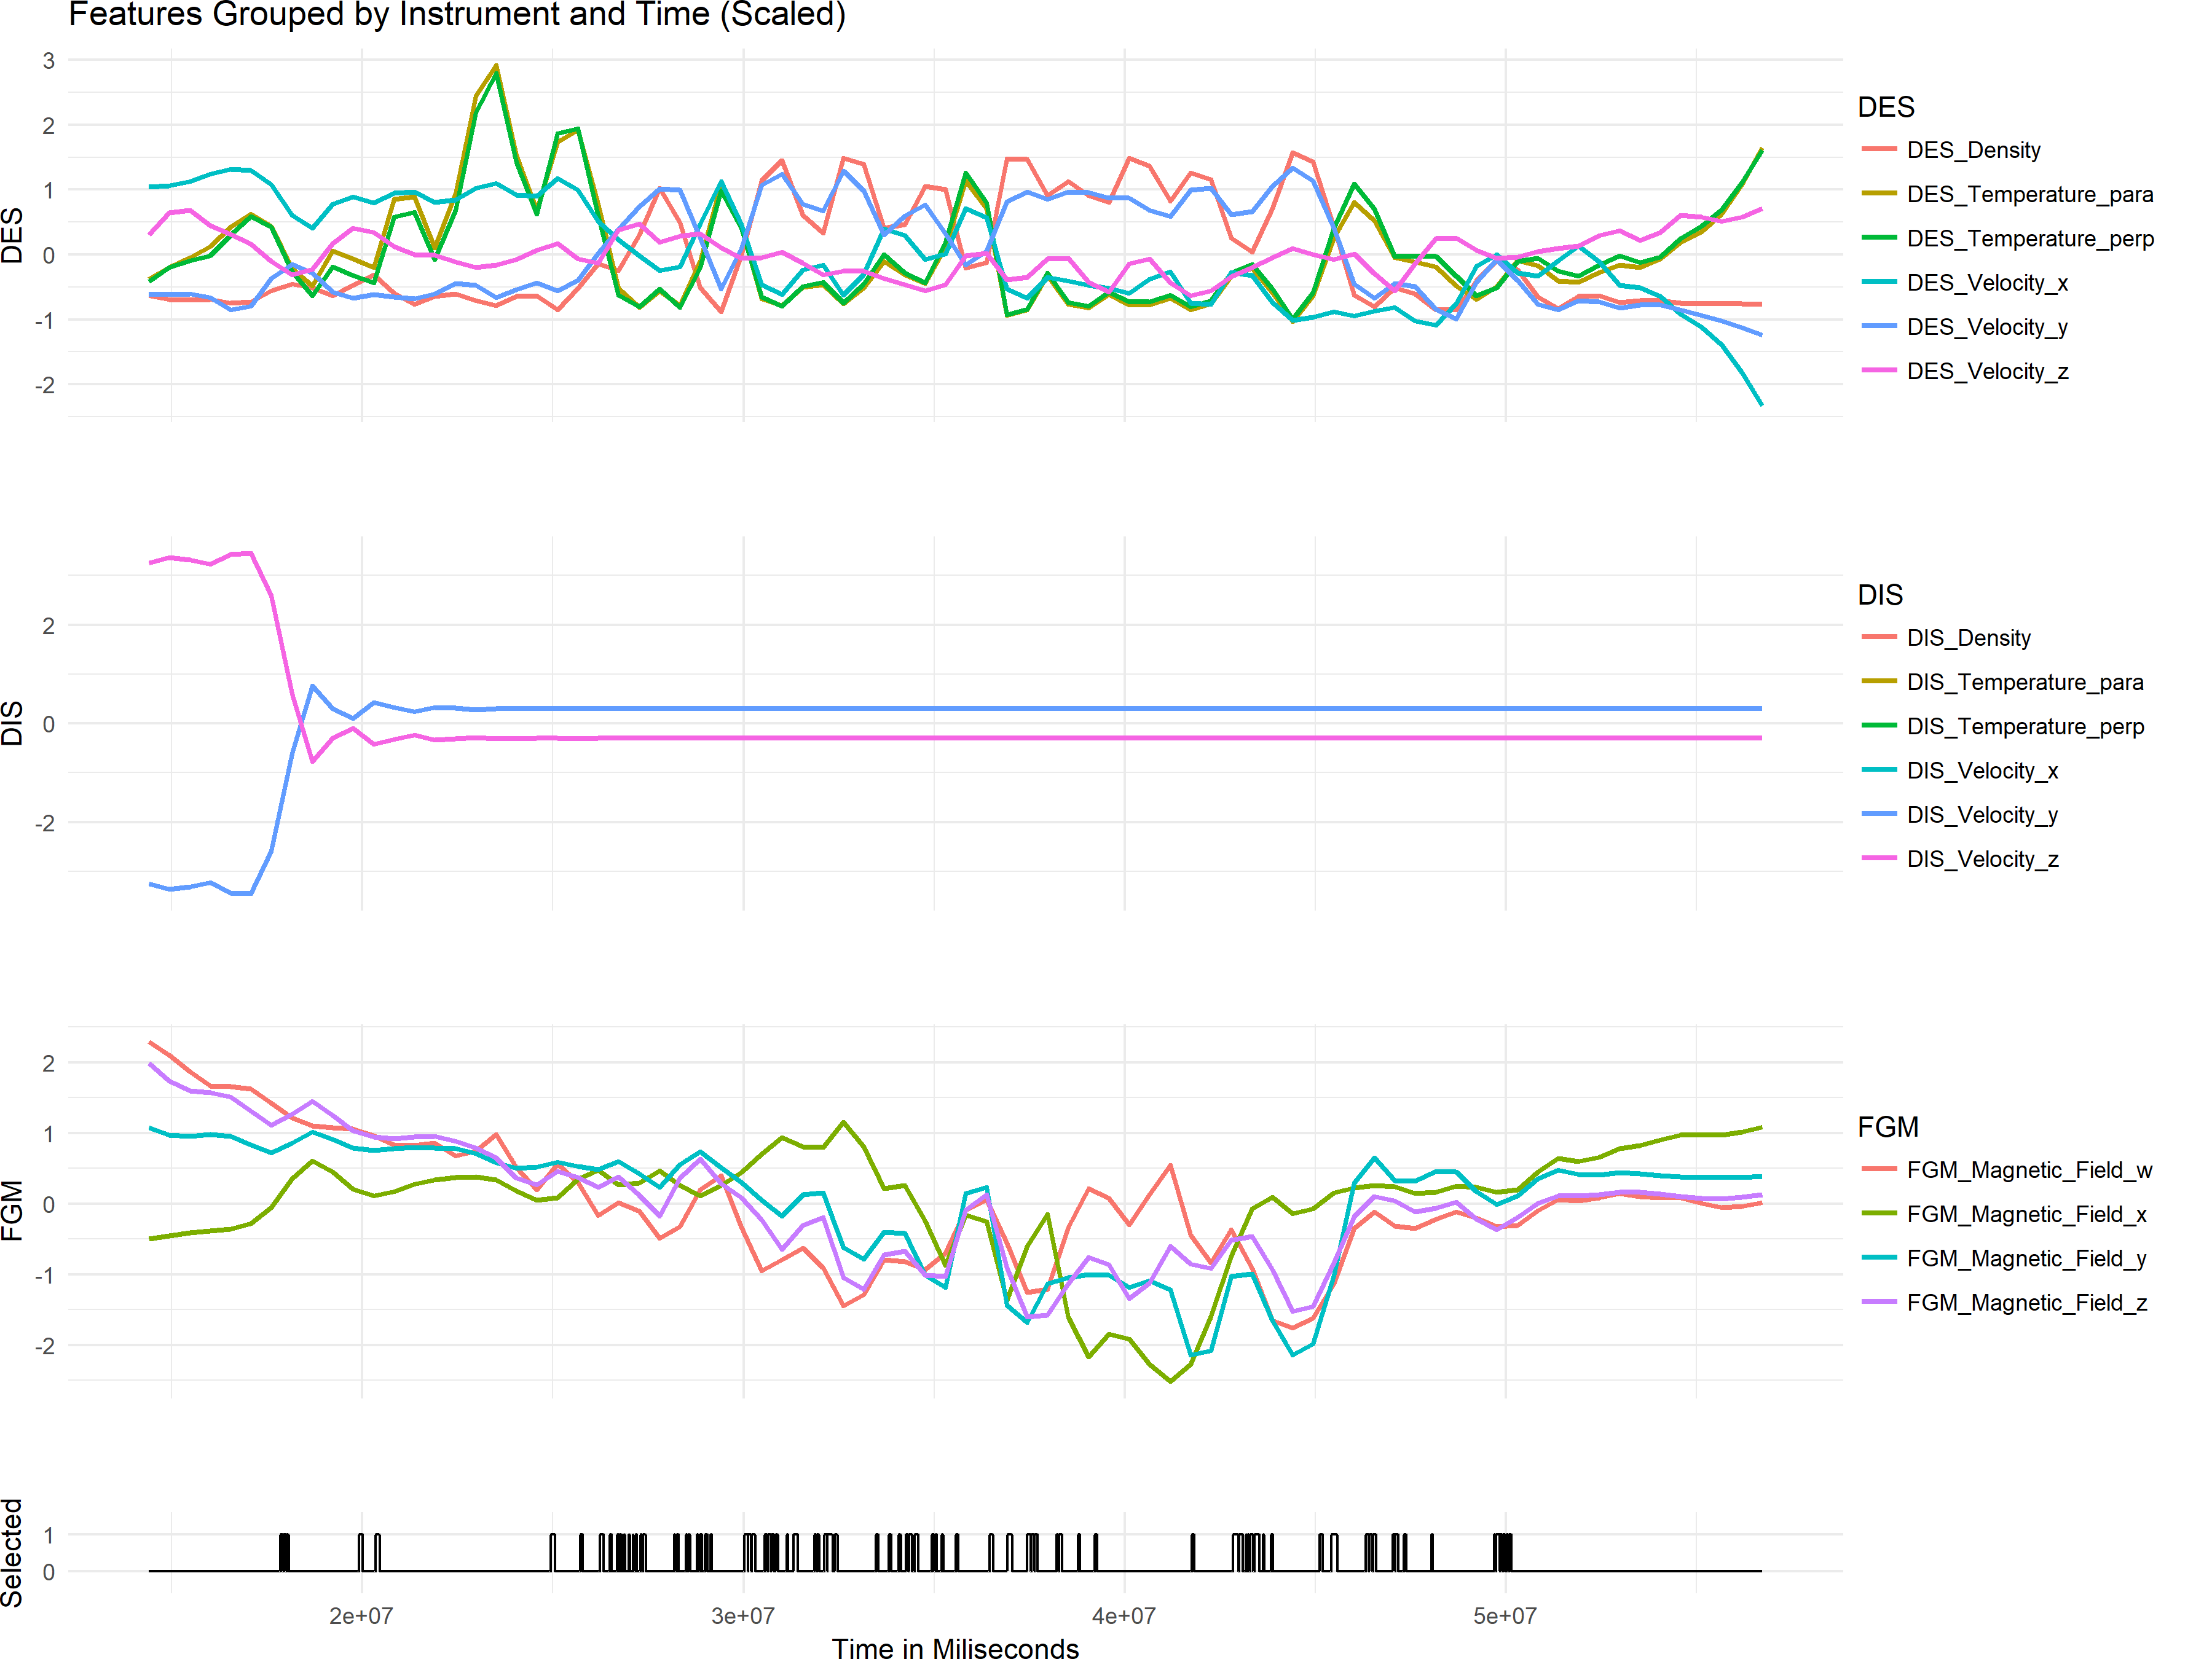 Features Grouped by Instrument and Time (Scaled)
DES
3
2
1
0
-1
-2
DES
DES_Density
DES_Temperature_para
DES_Temperature_perp
DES_Velocity_x
DES_Velocity_y
DES_Velocity_z
DIS
2
0
-2
DIS
DIS_Density
DIS_Temperature_para
DIS_Temperature_perp
DIS_Velocity_x
DIS_Velocity_y
DIS_Velocity_z
FGM
2
1
0
-1
-2
FGM
FGM_Magnetic_Field_w
FGM_Magnetic_Field_x
FGM_Magnetic_Field_y
FGM_Magnetic_Field_z
Selected
1
0
2e+07 3e+07 4e+07 5e+07
Time in Miliseconds